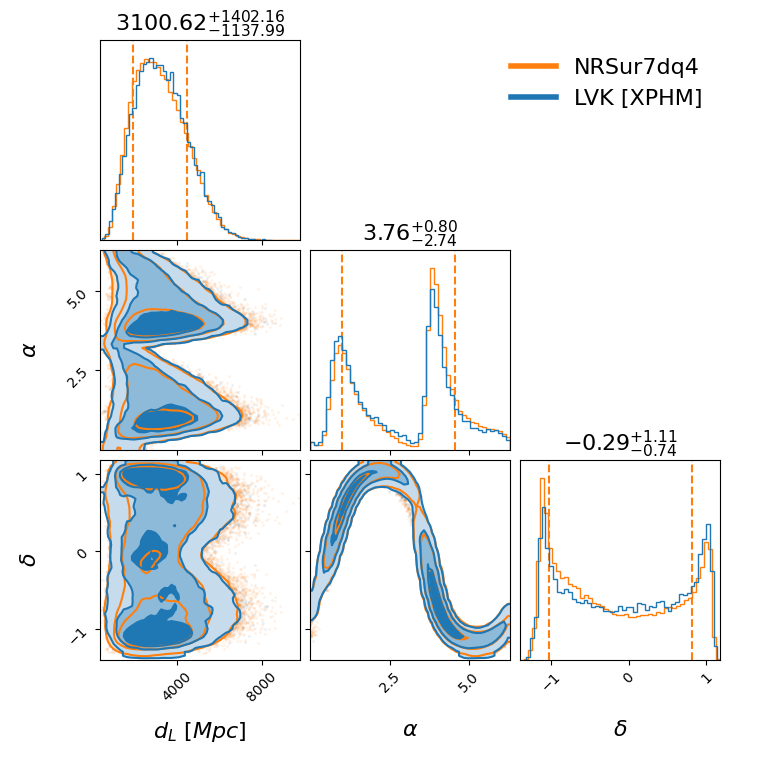 3100.62+1402.16 −1137.99
NRSur7dq4
LVK [XPHM]
3.76+0.80 −2.74
5.0
2.5
α
−0.29+1.11 −0.74
1
0
−1
δ
4000
8000
2.5
5.0
−1
0
1
d_L [Mpc]
α
δ